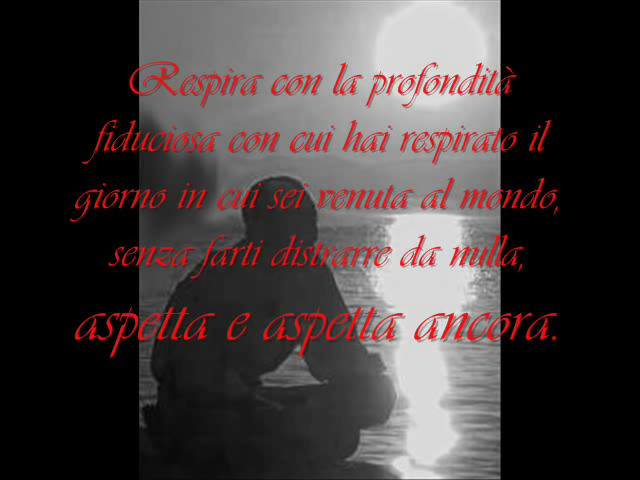 Respira con la profondità
fiduciosa con cui hai respirato il
giorno in cui sei venuta al mondo,
senza farti distrarre da nulla,
aspetta e aspetta ancora.